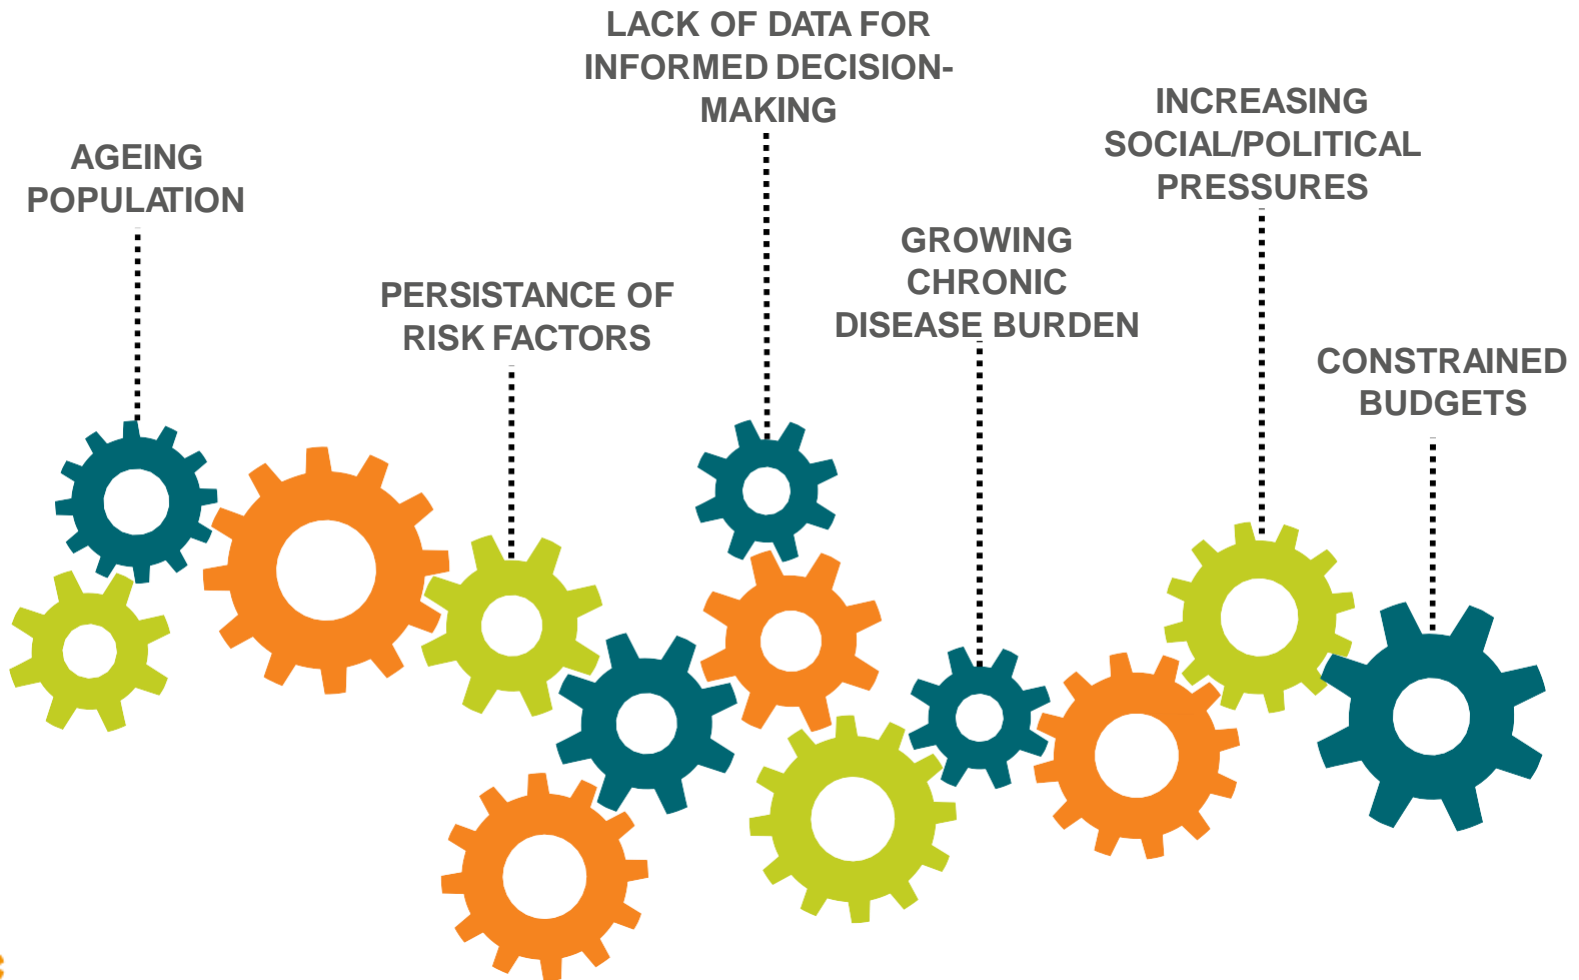 AGEING
POPULATION
PERSISTANCE OF
RISK FACTORS
LACK OF DATA FOR
INFORMED DECISION-
MAKING
GROWING
CHRONIC
DISEASE BURDEN
INCREASING
SOCIAL/POLITICAL
PRESSURES
CONSTRAINED
BUDGETS